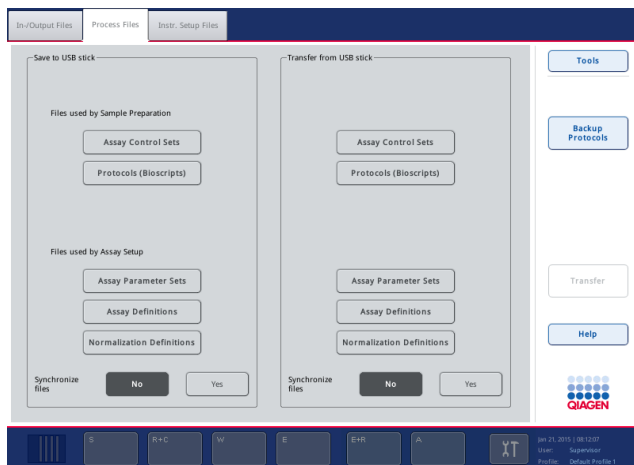 In-/Output Files
Process Files
Instr. Setup Files
Save to USB stick
Files used by Sample Preparation
Assay Control Sets
Protocols (Bioscripts)
Files used by Assay Setup
Assay Parameter Sets
Assay Definitions
Normalization Definitions
Synchronize
files
No
Yes
Transfer from USB stick
Assay Control Sets
Protocols (Bioscripts)
Assay Parameter Sets
Assay Definitions
Normalization Definitions
Synchronize
files
No
Yes
Tools
Backup
Protocols
Transfer
Help
QIAGEN
S
R+C
W
E
E+R
A
Jan 21, 2015 | 08:12:07
User: Supervisor
Profile: Default Profile 1